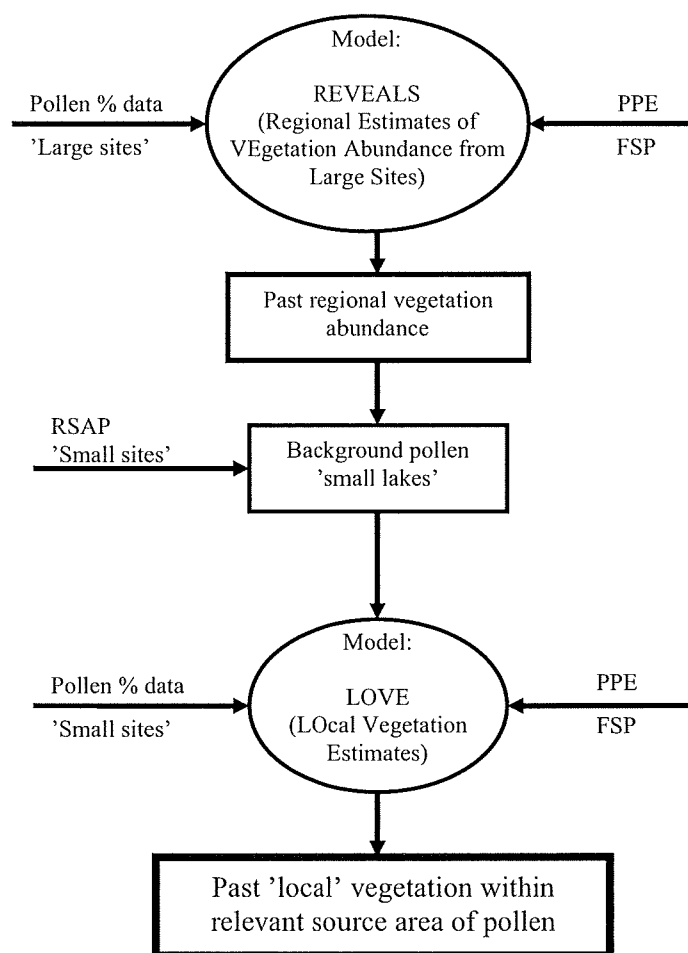 Model:
REVEALS
(Regional Estimates of
VEgetation Abundance from
Large Sites)
Pollen % data
’Large sites’
PPE
FSP
Past regional vegetation
abundance
RSAP
’Small sites’
Background pollen
’small lakes’
Model:
LOVE
(LOcal Vegetation
Estimates)
Pollen % data
’Small sites’
PPE
FSP
Past ’local’ vegetation within
relevant source area of pollen